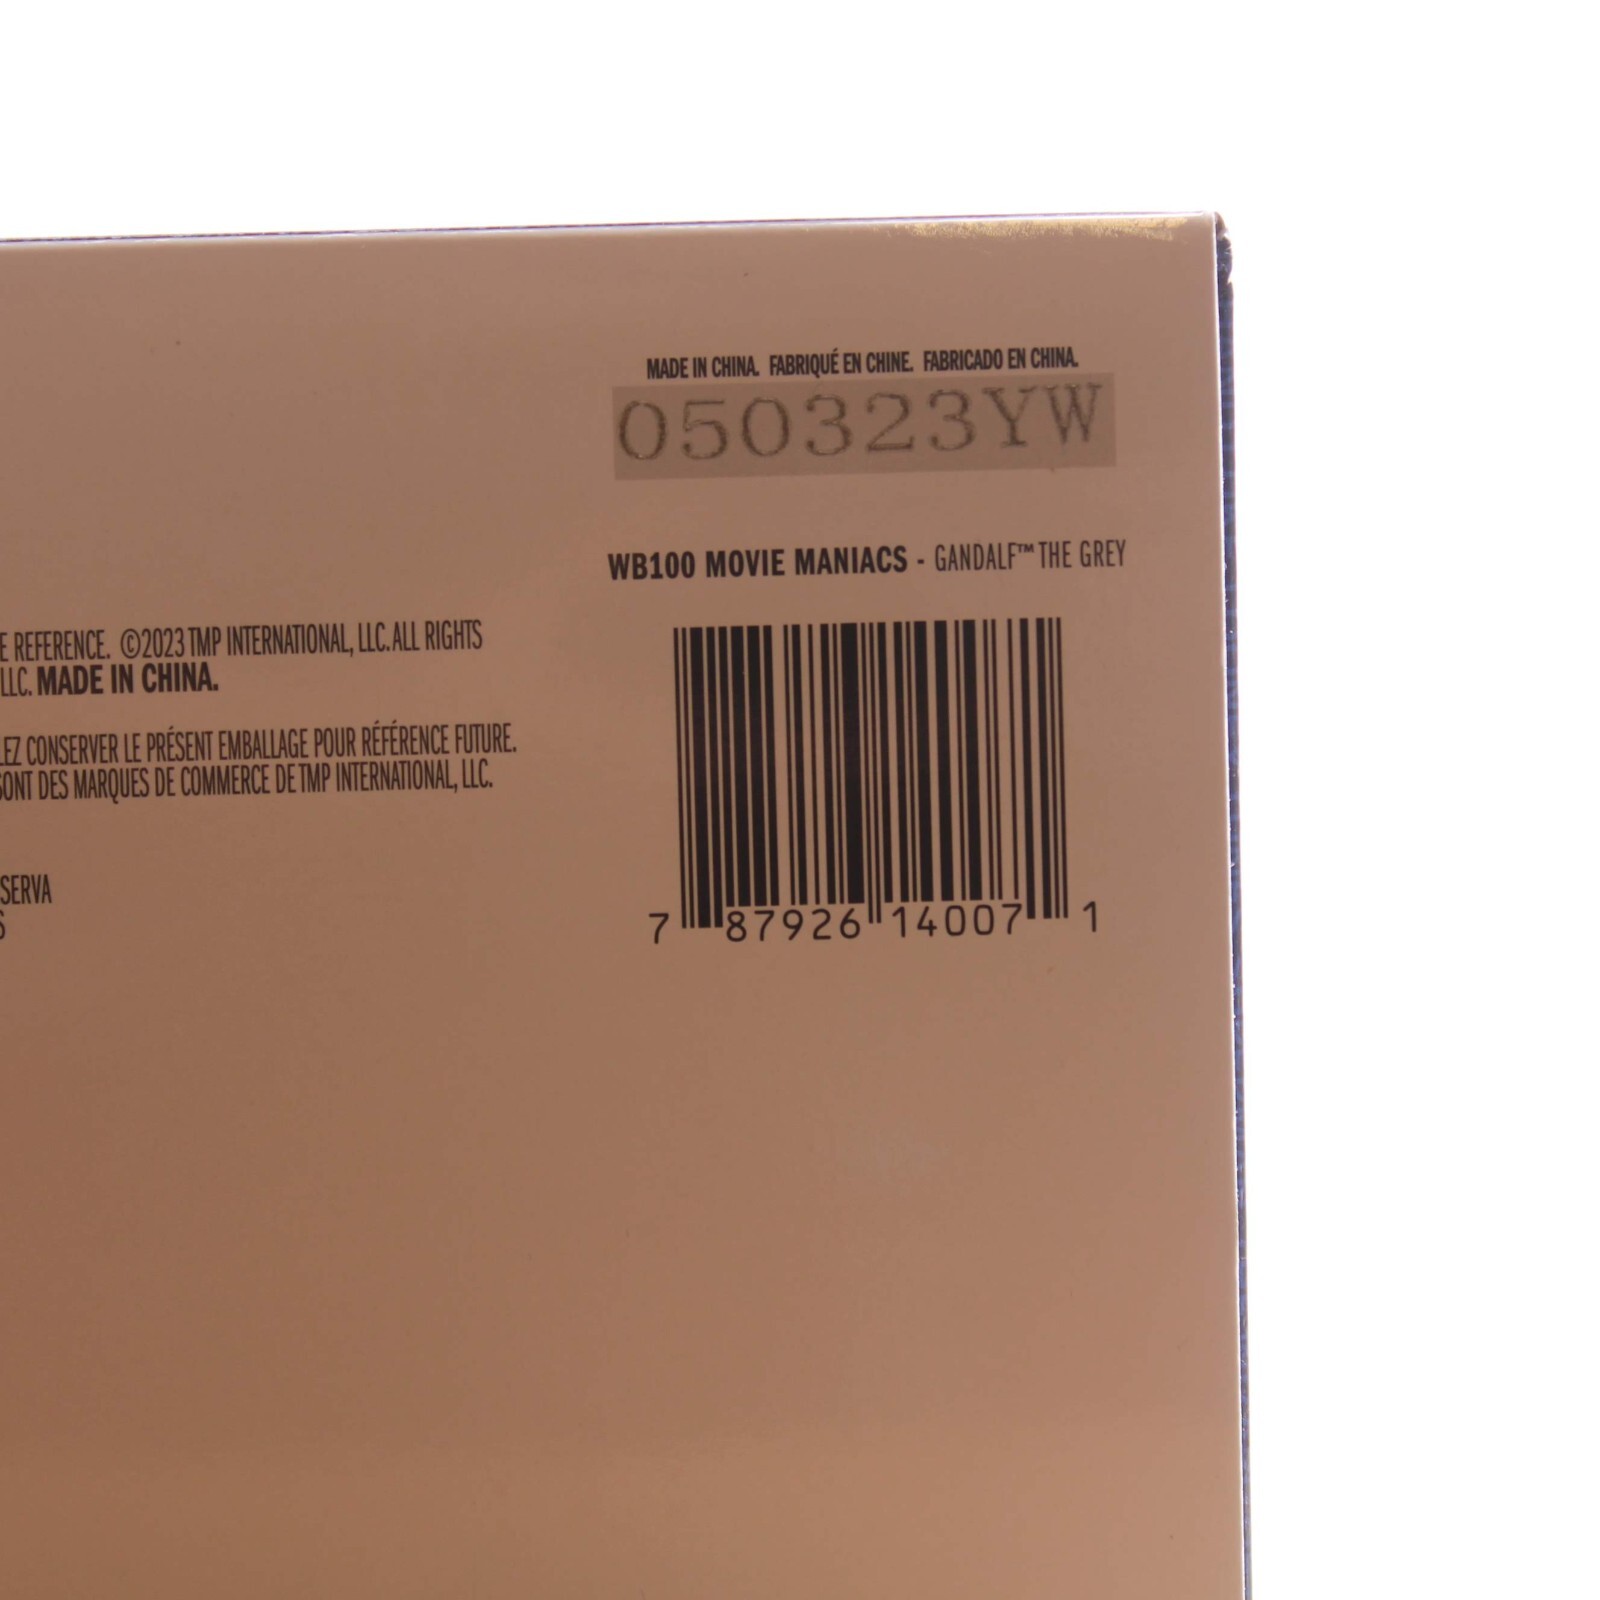 MADE IN CHINA. FABRIQUÉ EN CHINE. FABRICADO EN CHINA.
050323YW
WB100 MOVIE MANIACS - GANDALF™ THE GREY
7 87926 14007 1
E REFERENCE. ©2023 TMP INTERNATIONAL, LLC. ALL RIGHTS
LLC. MADE IN CHINA.
LEZ CONSERVER LE PRÉSENT EMBALLAGE POUR RÉFÉRENCE FUTURE.
SONT DES MARQUES DE COMMERCE DE TMP INTERNATIONAL, LLC.
SERVA
S